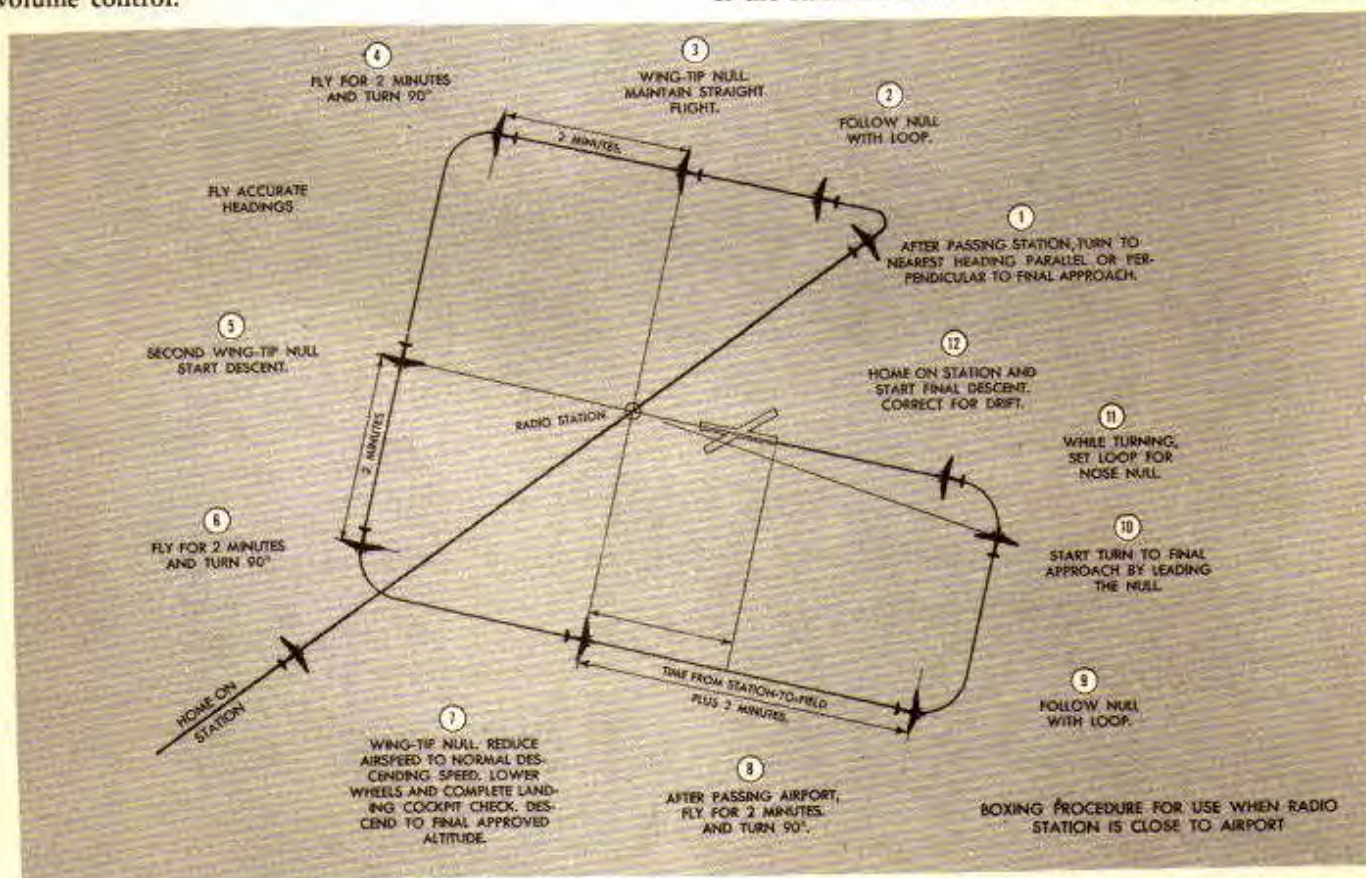 volume control.
4
FLY FOR 2 MINUTES
AND TURN 90°
3
WING-TIP NULL.
MAINTAIN STRAIGHT
FLIGHT.
2
FOLLOW NULL
WITH LOOP.
2 MINUTES.
FLY ACCURATE
HEADINGS
1
AFTER PASSING STATION, TURN TO
NEAREST HEADING PARALLEL OR PER-
PENDICULAR TO FINAL APPROACH.
5
SECOND WING-TIP NULL
START DESCENT.
12
HOME ON STATION AND
START FINAL DESCENT.
CORRECT FOR DRIFT.
RADIO STATION
2 MINUTES
11
WHILE TURNING,
SET LOOP FOR
NOSE NULL.
6
FLY FOR 2 MINUTES
AND TURN 90°
10
START TURN TO FINAL
APPROACH BY LEADING
THE NULL.
HOME ON
STATION
TIME FROM STATION-TO-FIELD
PLUS 2 MINUTES.
9
FOLLOW NULL
WITH LOOP.
7
WING-TIP NULL. REDUCE
AIRSPEED TO NORMAL DES-
CENDING SPEED. LOWER
WHEELS AND COMPLETE LAND-
ING COCKPIT CHECK. DES-
CEND TO FINAL APPROVED
ALTITUDE.
8
AFTER PASSING AIRPORT,
FLY FOR 2 MINUTES.
AND TURN 90°.
BOXING PROCEDURE FOR USE WHEN RADIO
STATION IS CLOSE TO AIRPORT